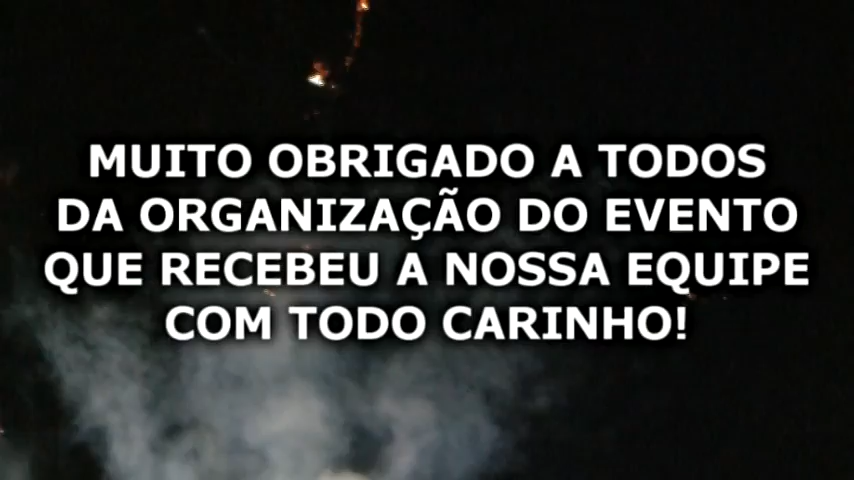 MUITO OBRIGADO A TODOS
DA ORGANIZAÇÃO DO EVENTO
QUE RECEBEU A NOSSA EQUIPE
COM TODO CARINHO!